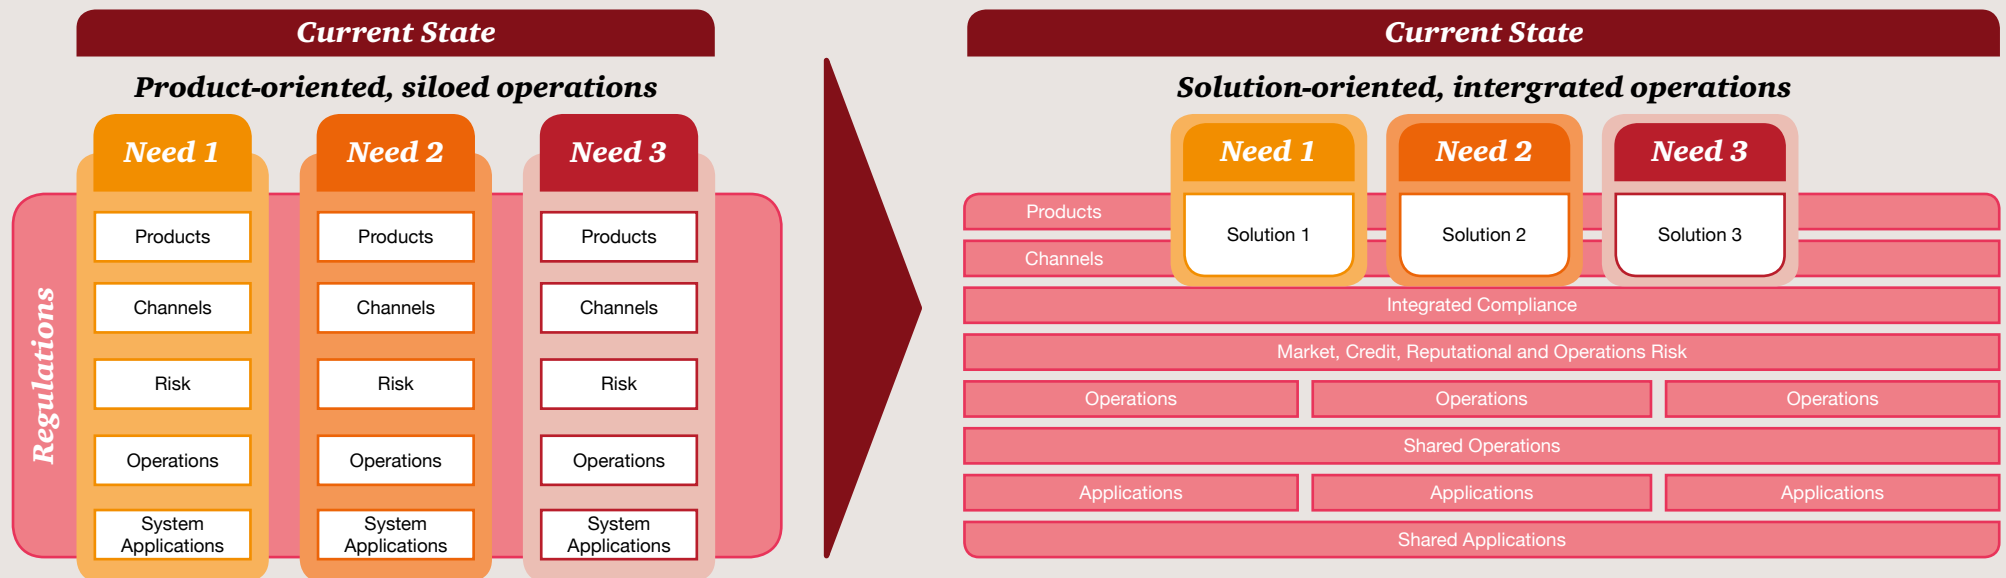 Current State
Product-oriented, siloed operations
Need 1
Need 2
Need 3
Regulations
Products
Products
Products
Channels
Channels
Channels
Risk
Risk
Risk
Operations
Operations
Operations
System
Applications
System
Applications
System
Applications
Current State
Solution-oriented, intergrated operations
Need 1
Need 2
Need 3
Products
Solution 1
Solution 2
Solution 3
Channels
Integrated Compliance
Market, Credit, Reputational and Operations Risk
Operations
Operations
Operations
Shared Operations
Applications
Applications
Applications
Shared Applications